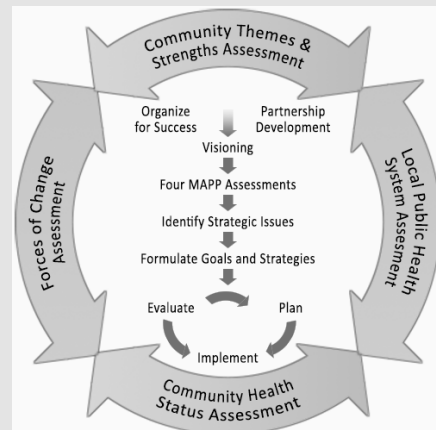 Community Themes &
Strengths Assessment
Organize
for Success
Partnership
Development
Visioning
Four MAPP Assessments
Identify Strategic Issues
Formulate Goals and Strategies
Evaluate
Plan
Implement
Forces of Change
Assessment
Local Public Health
System Assessment
Community Health
Status Assessment